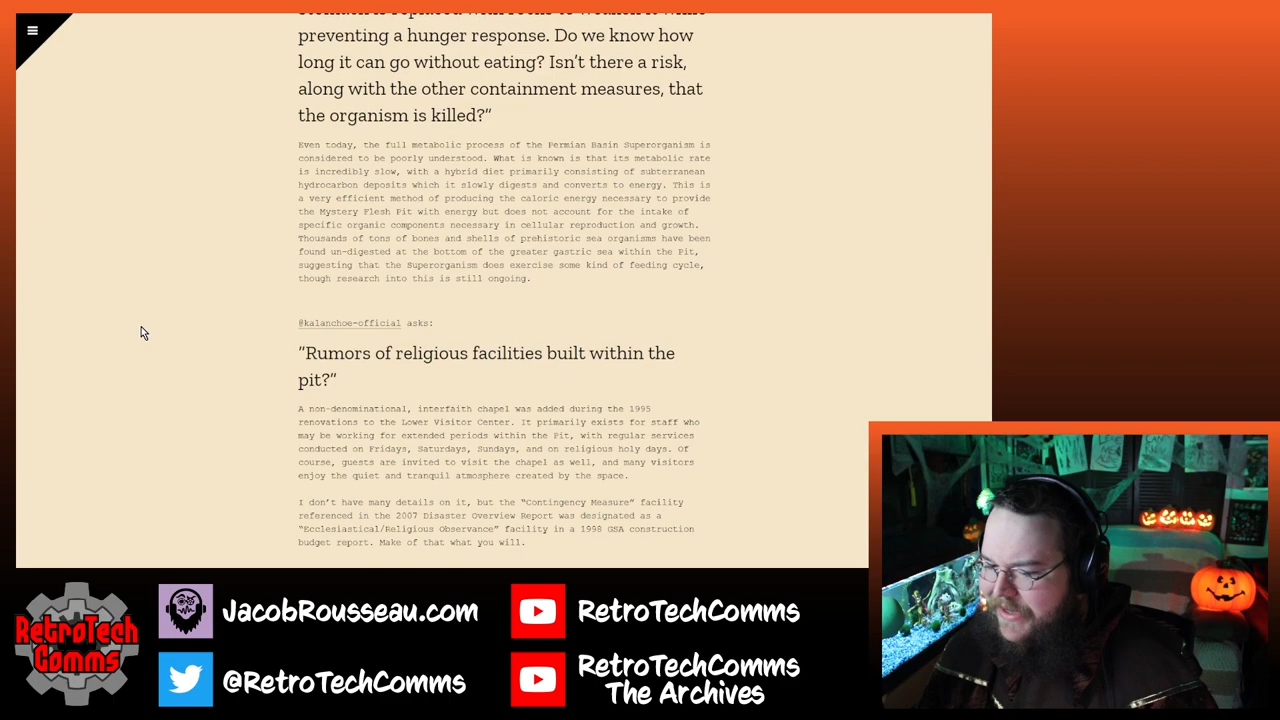 preventing a hunger response. Do we know how
long it can go without eating? Isn't there a risk,
along with the other containment measures, that
the organism is killed?"
Even today, the full metabolic process of the Permian Basin Superorganism is
considered to be poorly understood. What is known is that its metabolic rate
is incredibly slow, with a hybrid diet primarily consisting of subterranean
hydrocarbon deposits which it slowly digests and converts to energy. This is
a very efficient method of producing the caloric energy necessary to provide
the Mystery Flesh Pit with energy but does not account for the intake of
specific organic components necessary in cellular reproduction and growth.
Thousands of tons of bones and shells of prehistoric sea organisms have been
found un-digested at the bottom of the greater gastric sea within the Pit,
suggesting that the Superorganism does exercise some kind of feeding cycle,
though research into this is still ongoing.
@kalanchoe-official asks:
"Rumors of religious facilities built within the
pit?"
A non-denominational, interfaith chapel was added during the 1995
renovations to the Lower Visitor Center. It primarily exists for staff who
may be working for extended periods within the Pit, with regular services
conducted on Fridays, Saturdays, Sundays, and on religious holy days. Of
course, guests are invited to visit the chapel as well, and many visitors
enjoy the quiet and tranquil atmosphere created by the space.
I don't have many details on it, but the "Contingency Measure" facility
referenced in the 2007 Disaster Overview Report was designated as a
"Ecclesiastical/Religious Observance" facility in a 1998 GSA construction
budget report. Make of that what you will.
RetroTech
Comms
JacobRousseau.com
@RetroTechComms
RetroTechComms
RetroTechComms
The Archives